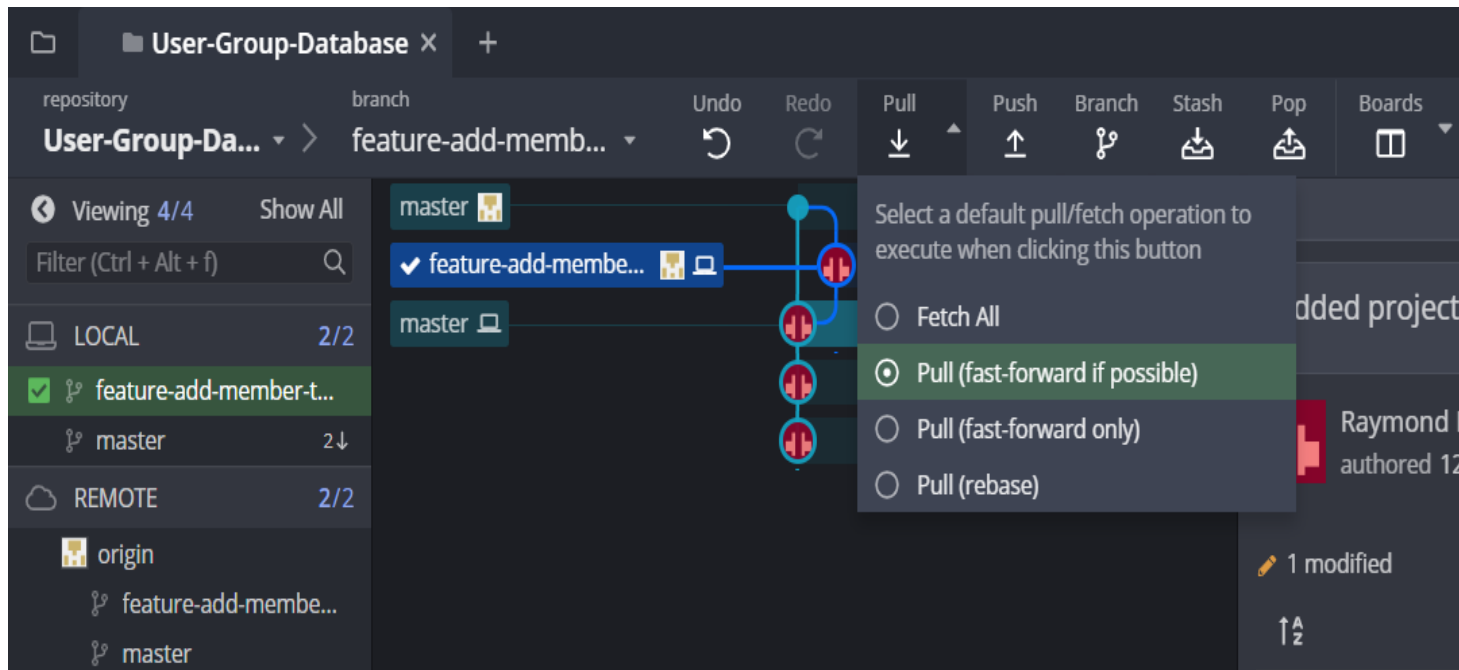 User-Group-Database × +
repository branch Undo Redo Pull Push Branch Stash Pop Boards
User-Group-Da... feature-add-memb...
Viewing 4/4 Show All
Filter (Ctrl + Alt + f)
LOCAL 2/2
feature-add-member-t...
master 2↓
REMOTE 2/2
origin
feature-add-membe...
master
master
feature-add-membe...
master
Select a default pull/fetch operation to
execute when clicking this button
Fetch All
Pull (fast-forward if possible)
Pull (fast-forward only)
Pull (rebase)
dded project
Raymond
authored 12
1 modified
A
Z